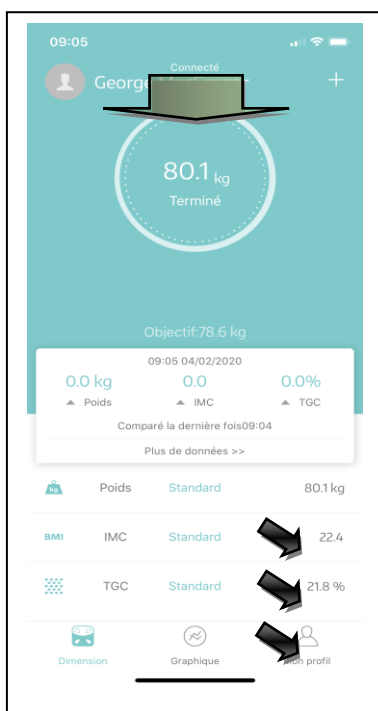 09:05
Connecté
George
80.1 kg
Terminé
Objectif:78.6 kg
09:05 04/02/2020
0.0 kg 0.0 0.0%
Poids IMC TGC
Comparé la dernière fois09:04
Plus de données >>
kg Poids Standard 80.1 kg
BMI IMC Standard 22.4
TGC Standard 21.8 %
Dimension Graphique Mon profil